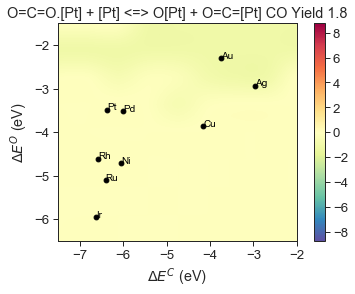 O=C=O.[Pt] + [Pt] <=> O[Pt] + O=C=[Pt] CO Yield 1.8
−2
−3
−4
−5
−6
ΔE^O (eV)
Au
Ag
Pt
Pd
Cu
Rh
Ni
Ru
Ir
−7
−6
−5
−4
−3
−2
ΔE^C (eV)
8
6
4
2
0
−2
−4
−6
−8